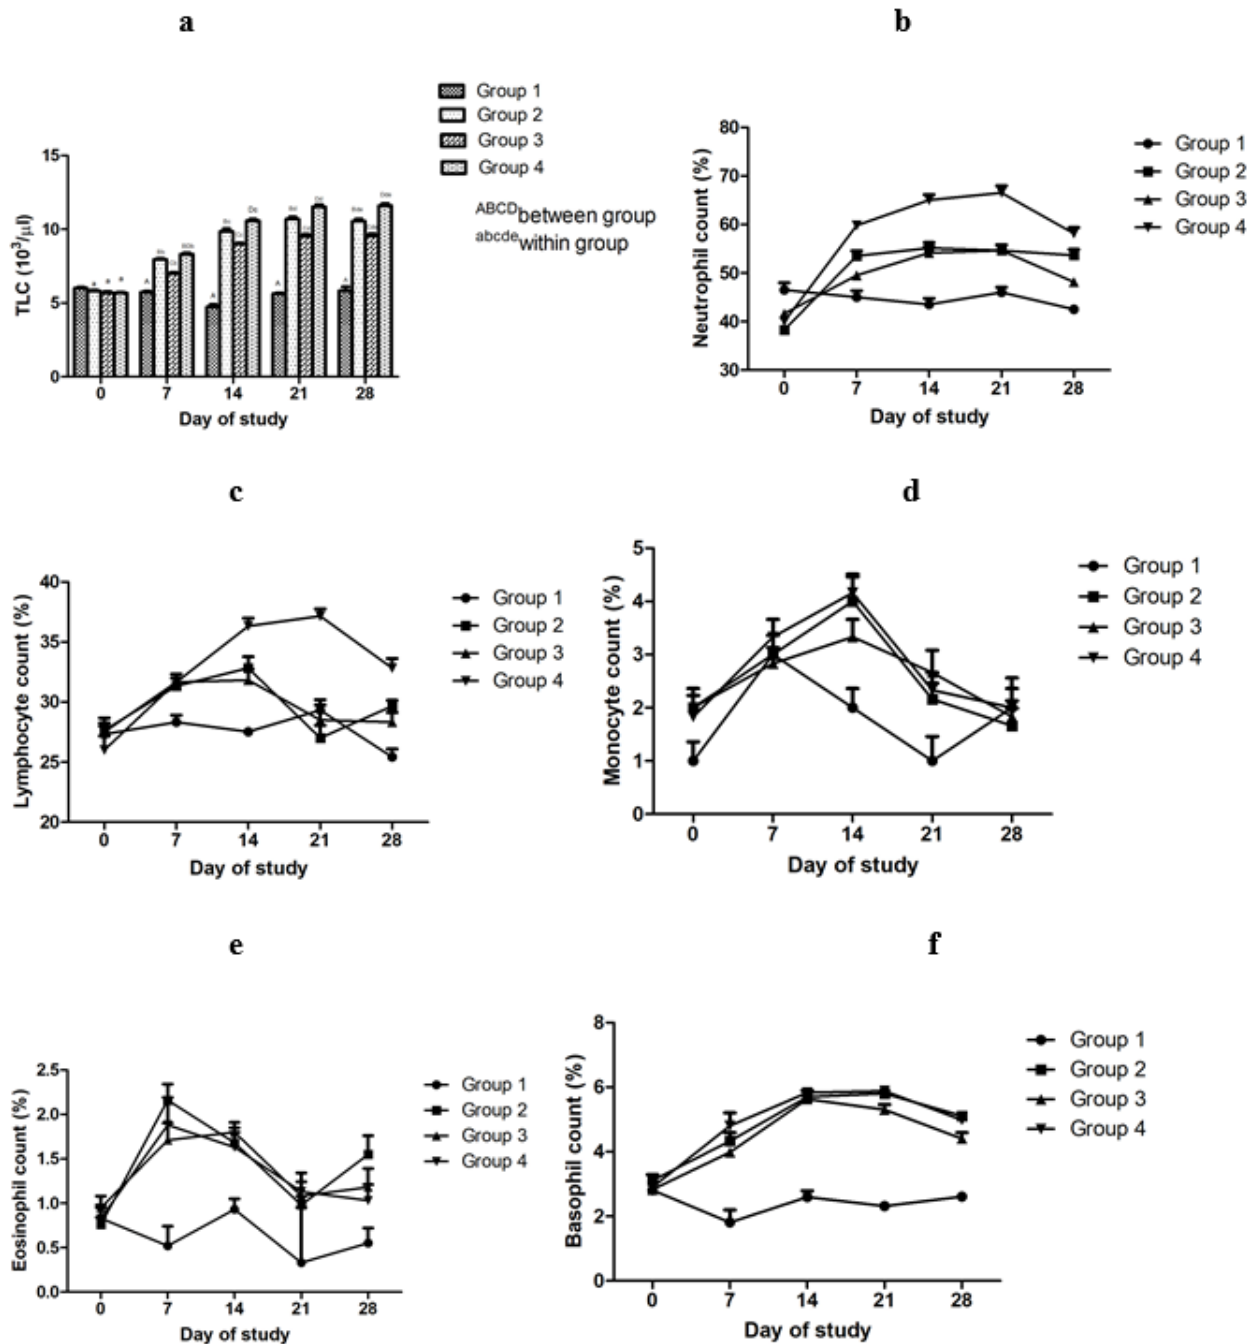 a
Group 1
Group 2
Group 3
Group 4
ABCD between group
abcde within group
TLC (10³/µl)
15
10
5
0
0 7 14 21 28
Day of study
b
Neutrophil count (%)
80
70
60
50
40
30
0 7 14 21 28
Day of study
Group 1
Group 2
Group 3
Group 4
c
Lymphocyte count (%)
40
35
30
25
20
0 7 14 21 28
Day of study
Group 1
Group 2
Group 3
Group 4
d
Monocyte count (%)
5
4
3
2
1
0
0 7 14 21 28
Day of study
Group 1
Group 2
Group 3
Group 4
e
Eosinophil count (%)
2.5
2.0
1.5
1.0
0.5
0.0
0 7 14 21 28
Day of study
Group 1
Group 2
Group 3
Group 4
f
Basophil count (%)
8
6
4
2
0
0 7 14 21 28
Day of study
Group 1
Group 2
Group 3
Group 4